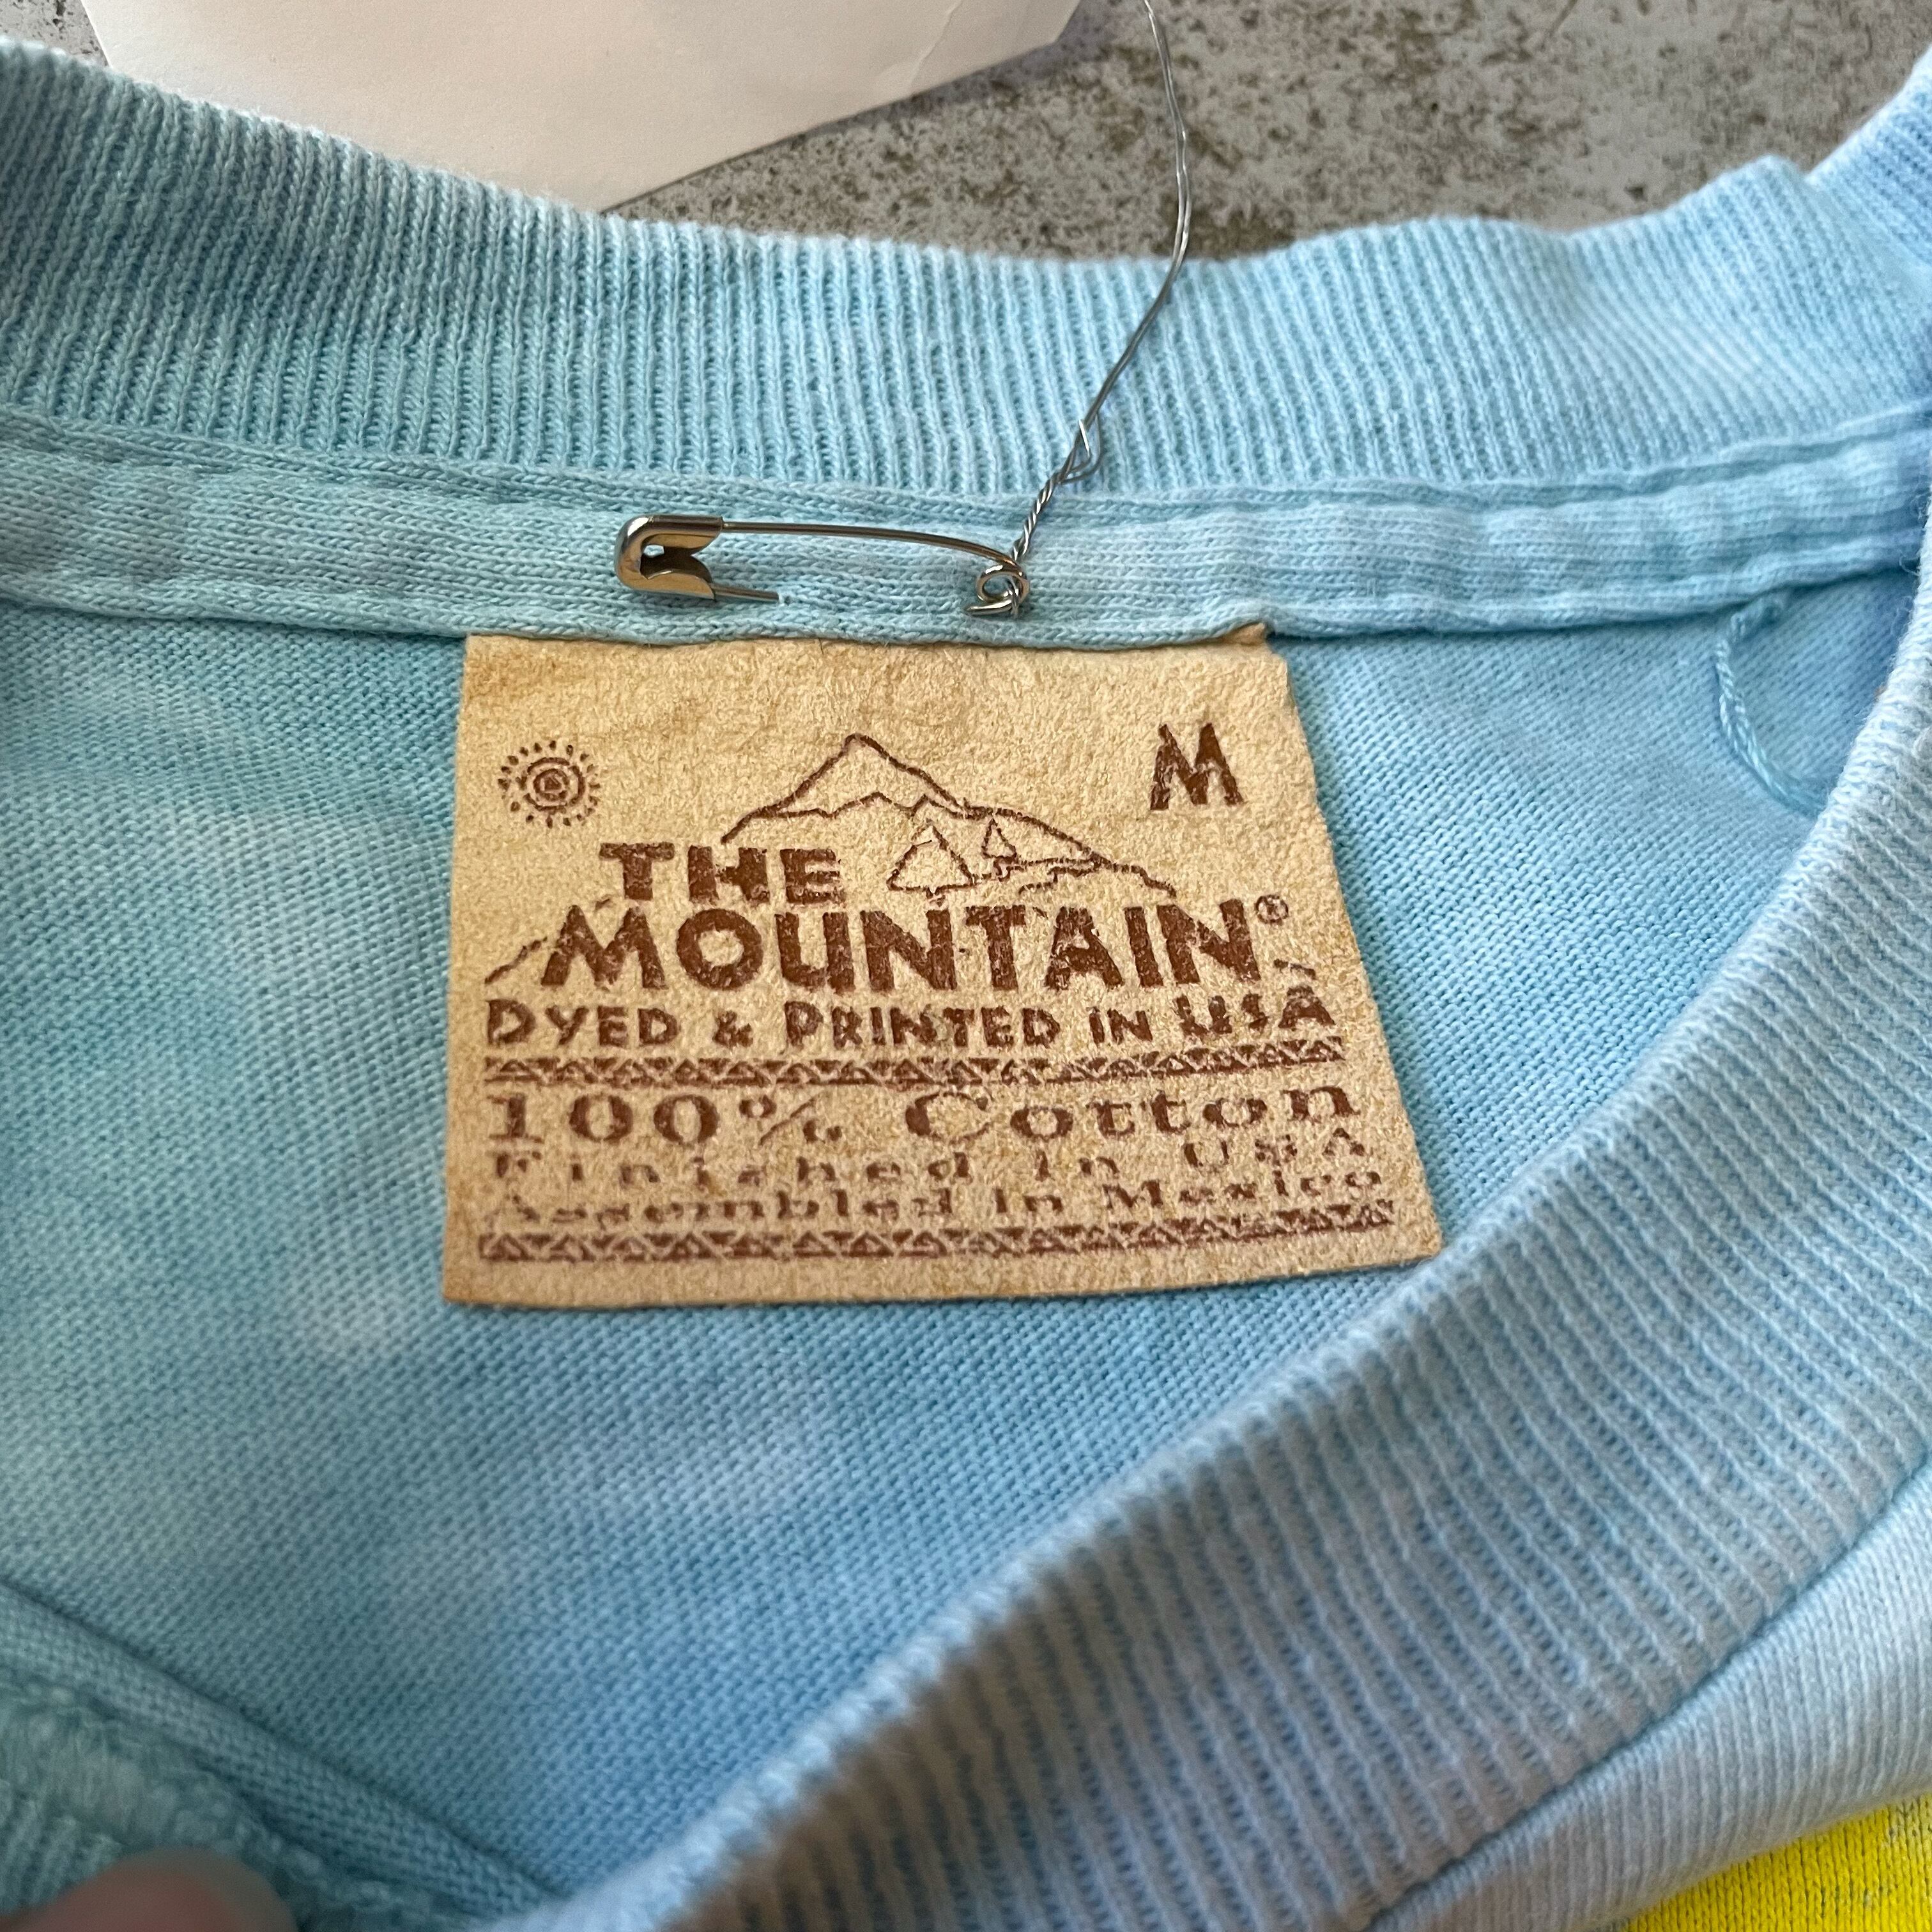 M
THE
MOUNTAIN®
DYED & PRINTED IN USA
100% Cotton
Finished in USA
Assembled in Mexico